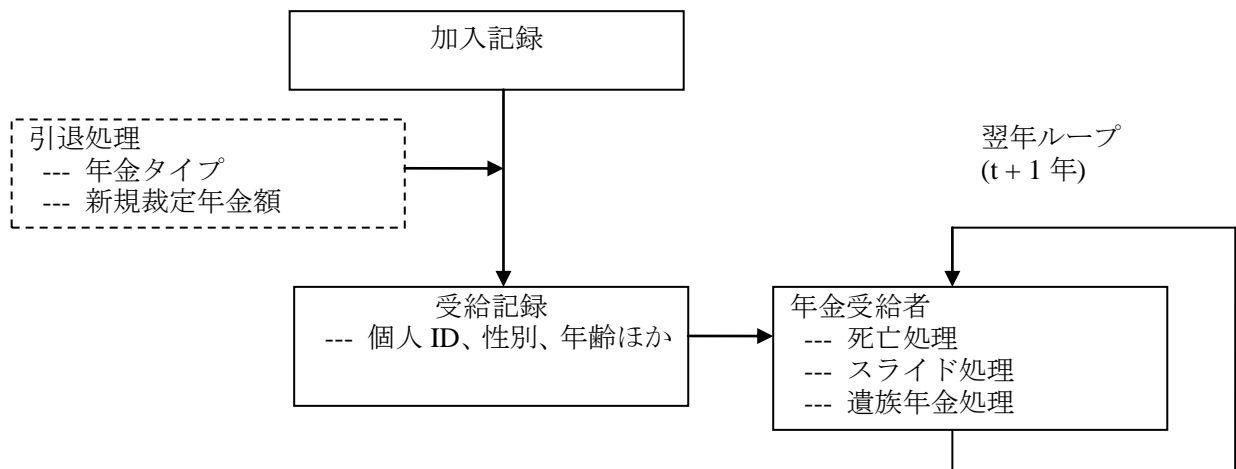 加入記録
引退処理
--- 年金タイプ
--- 新規裁定年金額
翌年ループ
(t + 1 年)
受給記録
--- 個人 ID、性別、年齢ほか
年金受給者
--- 死亡処理
--- スライド処理
--- 遺族年金処理